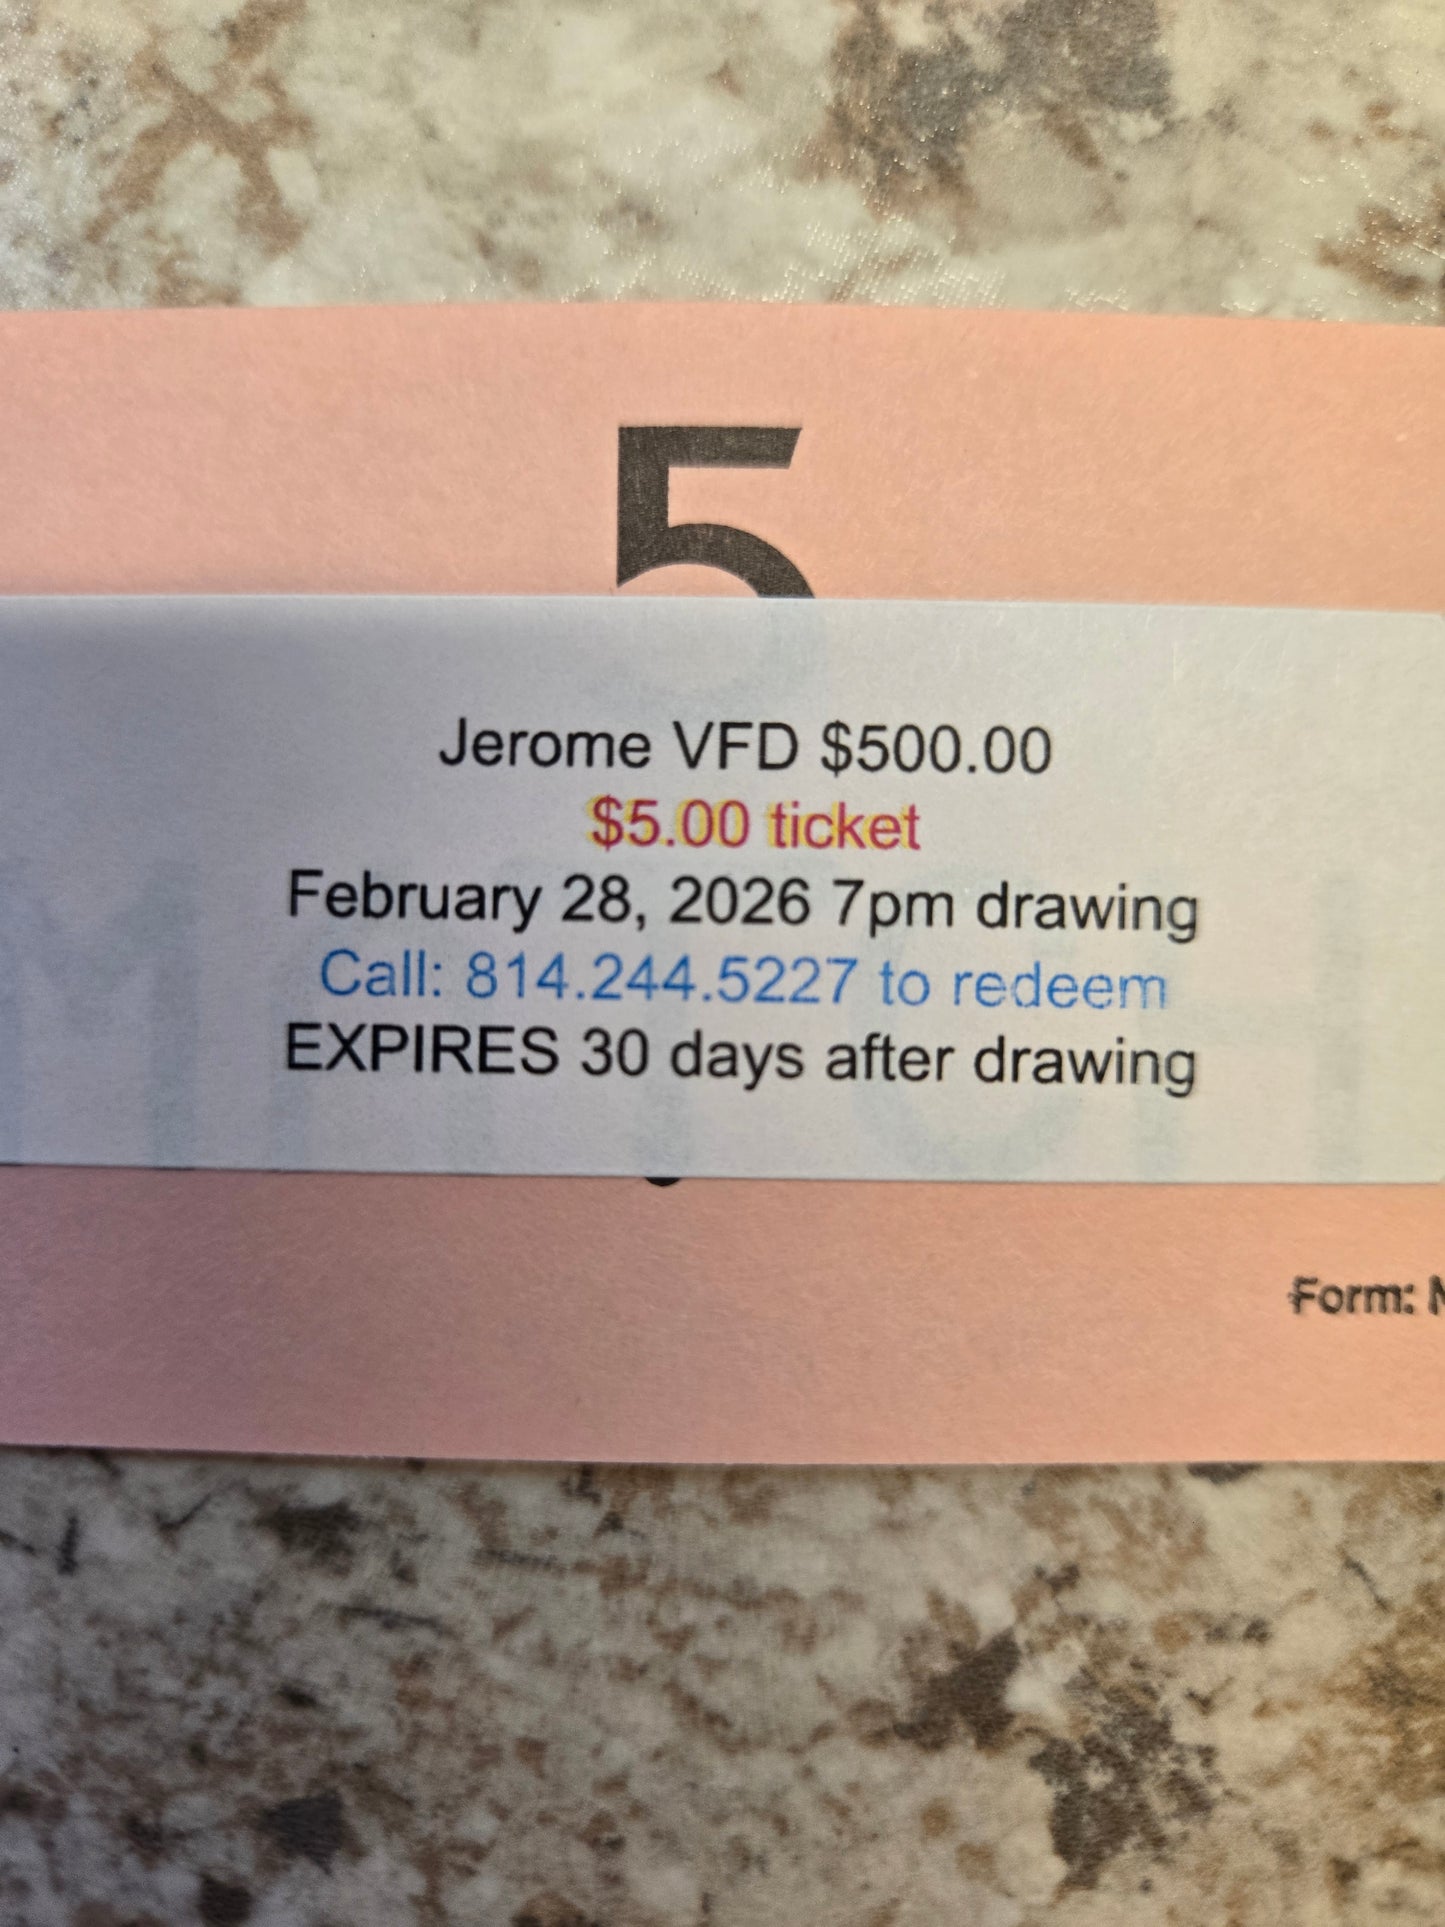 5
Jerome VFD $500.00
$5.00 ticket
February 28, 2026 7pm drawing
Call: 814.244.5227 to redeem
EXPIRES 30 days after drawing
Form: